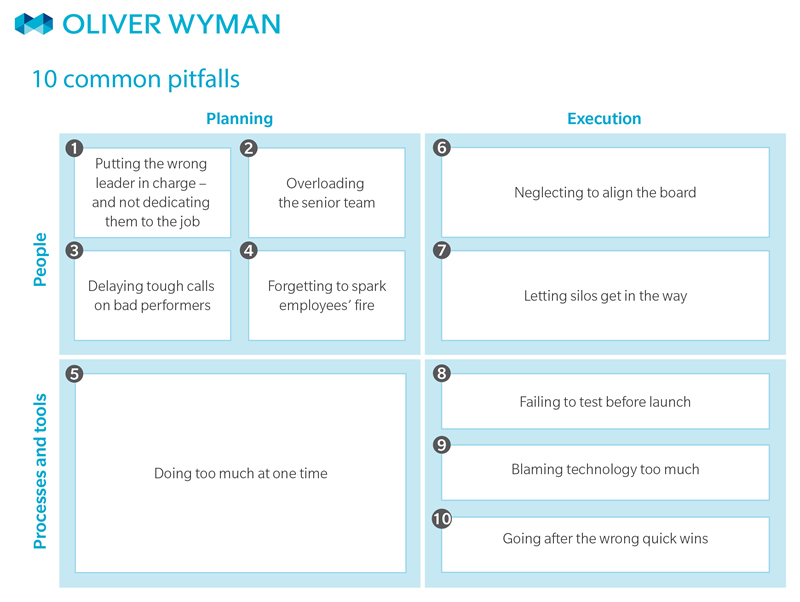 OLIVER WYMAN
10 common pitfalls
Planning
Execution
People
1
Putting the wrong
leader in charge –
and not dedicating
them to the job
2
Overloading
the senior team
3
Delaying tough calls
on bad performers
4
Forgetting to spark
employees’ fire
6
Neglecting to align the board
7
Letting silos get in the way
Processes and tools
5
Doing too much at one time
8
Failing to test before launch
9
Blaming technology too much
10
Going after the wrong quick wins